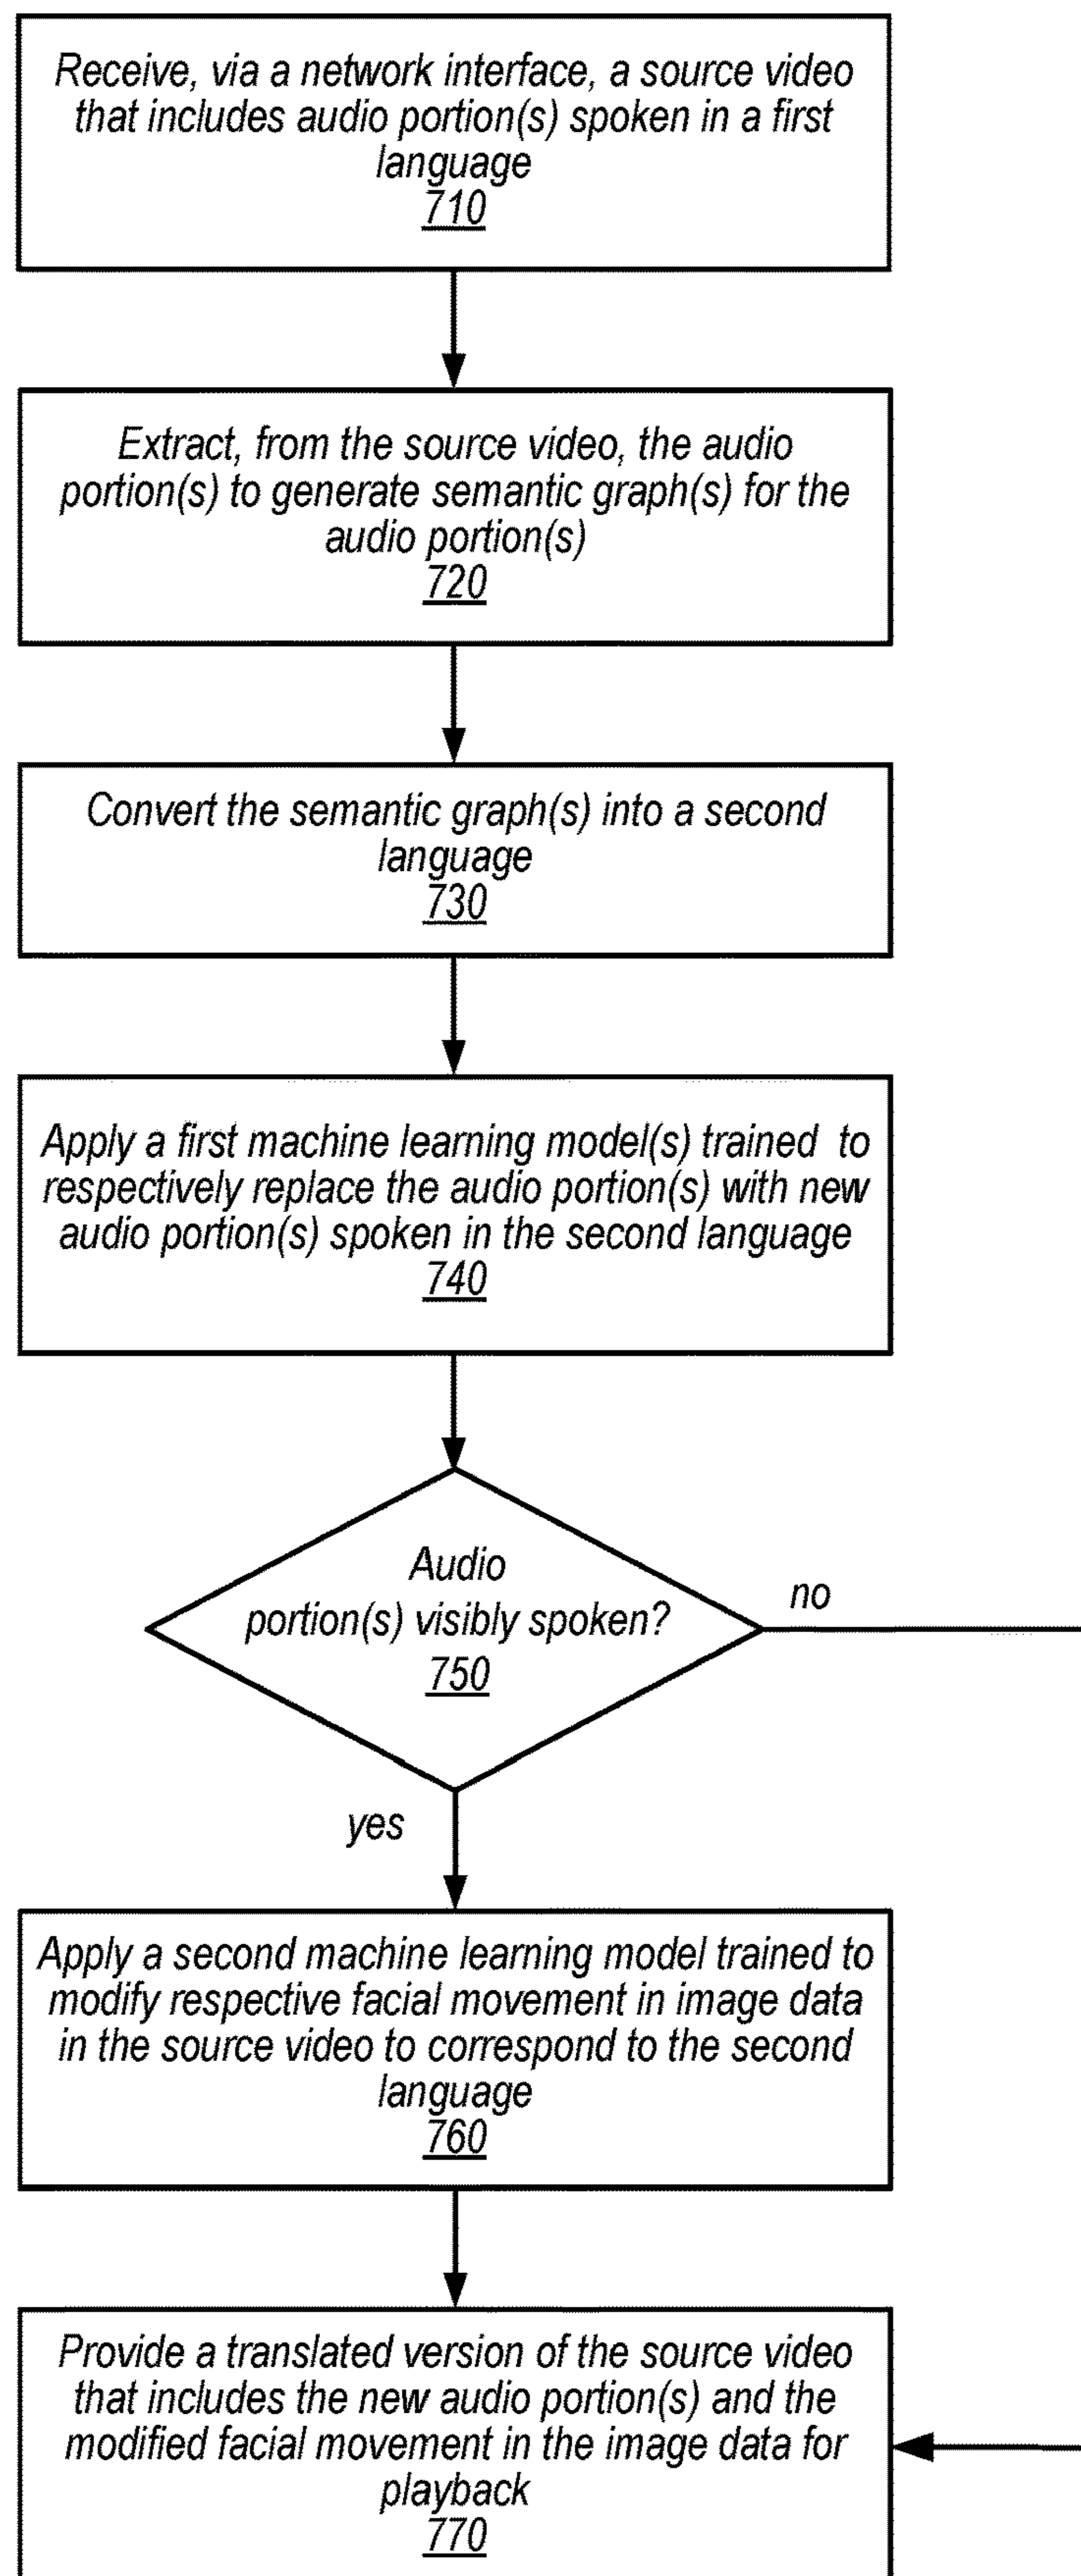 Receive, via a network interface, a source video
that includes audio portion(s) spoken in a first
language
710
Extract, from the source video, the audio
portion(s) to generate semantic graph(s) for the
audio portion(s)
720
Convert the semantic graph(s) into a second
language
730
Apply a first machine learning model(s) trained to
respectively replace the audio portion(s) with new
audio portion(s) spoken in the second language
740
Audio
portion(s) visibly spoken?
750
no
yes
Apply a second machine learning model trained to
modify respective facial movement in image data
in the source video to correspond to the second
language
760
Provide a translated version of the source video
that includes the new audio portion(s) and the
modified facial movement in the image data for
playback
770